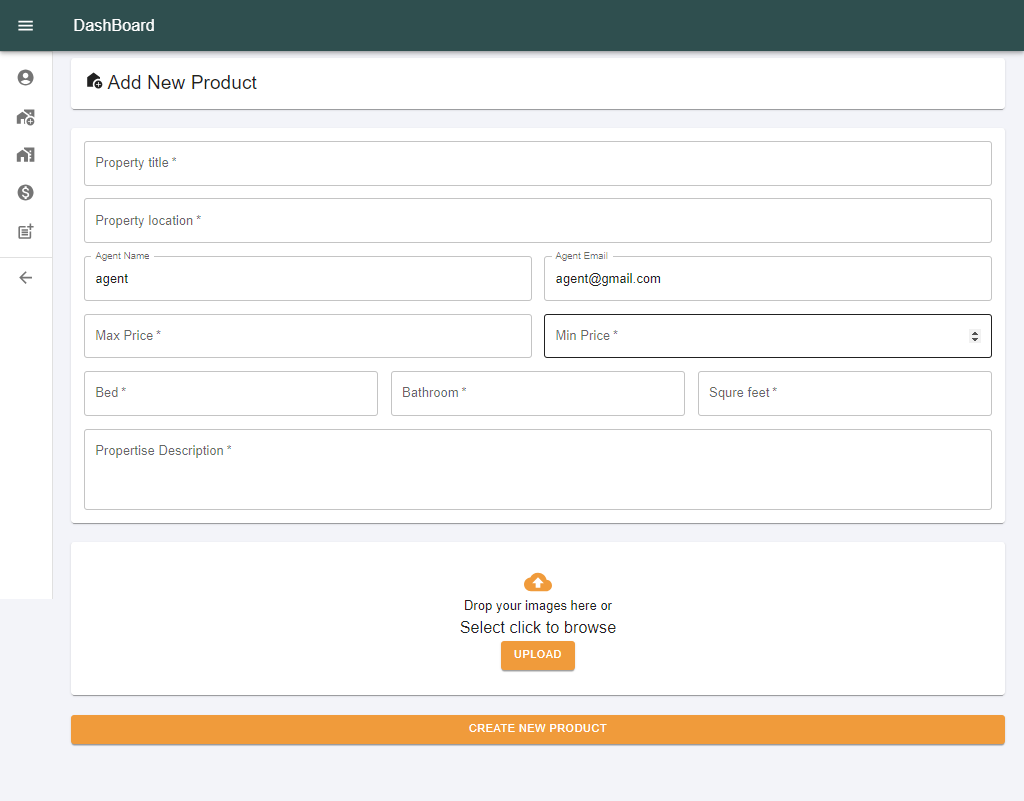 DashBoard
Add New Product
Property title *
Property location *
Agent Name
agent
Agent Email
agent@gmail.com
Max Price *
Min Price *
Bed *
Bathroom *
Squre feet *
Propertise Description *
Drop your images here or
Select click to browse
UPLOAD
CREATE NEW PRODUCT